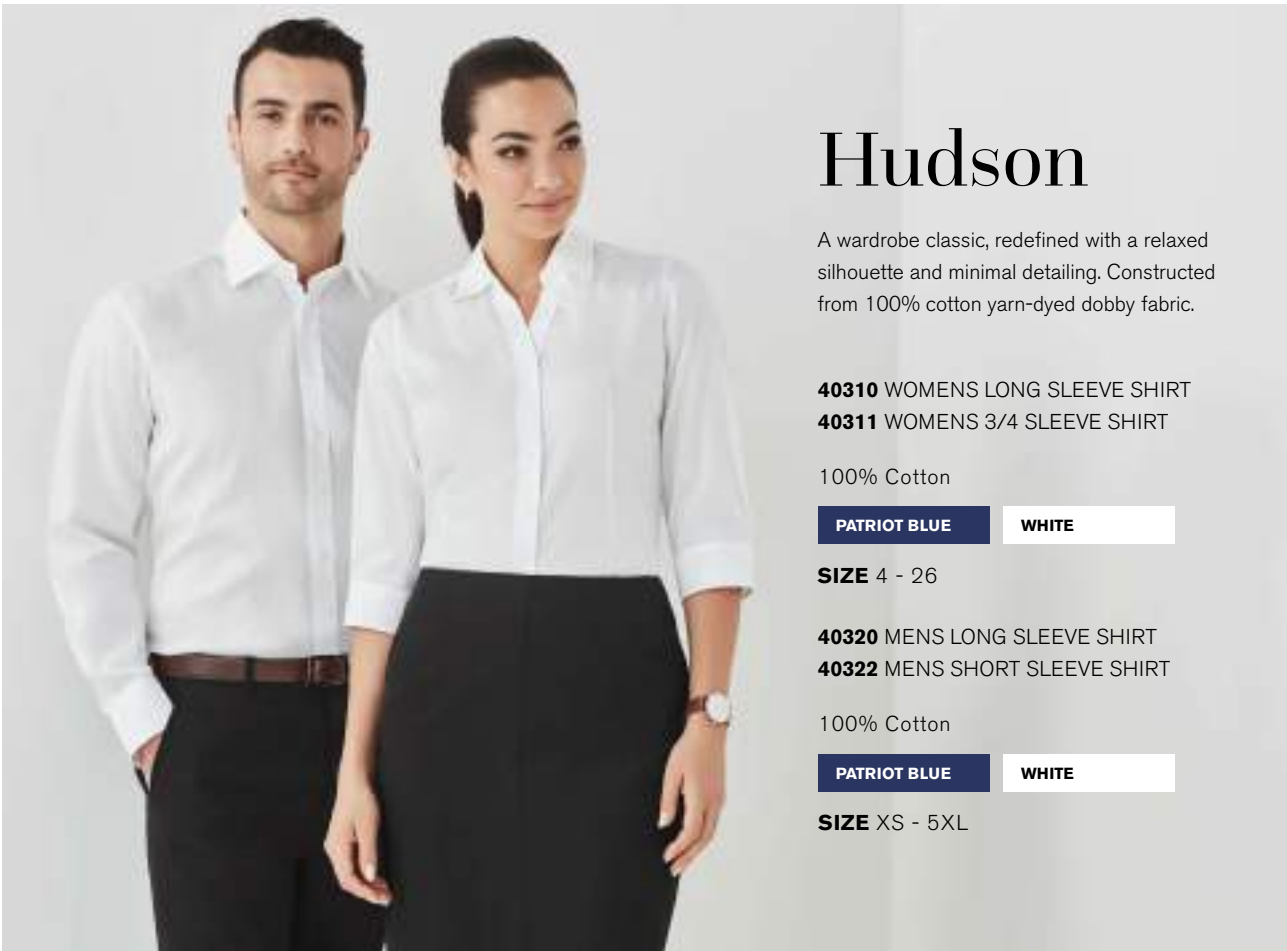 Hudson
A wardrobe classic, redefined with a relaxed
silhouette and minimal detailing. Constructed
from 100% cotton yarn-dyed dobby fabric.
40310 WOMENS LONG SLEEVE SHIRT
40311 WOMENS 3/4 SLEEVE SHIRT
100% Cotton
PATRIOT BLUE WHITE
SIZE 4 - 26
40320 MENS LONG SLEEVE SHIRT
40322 MENS SHORT SLEEVE SHIRT
100% Cotton
PATRIOT BLUE WHITE
SIZE XS - 5XL